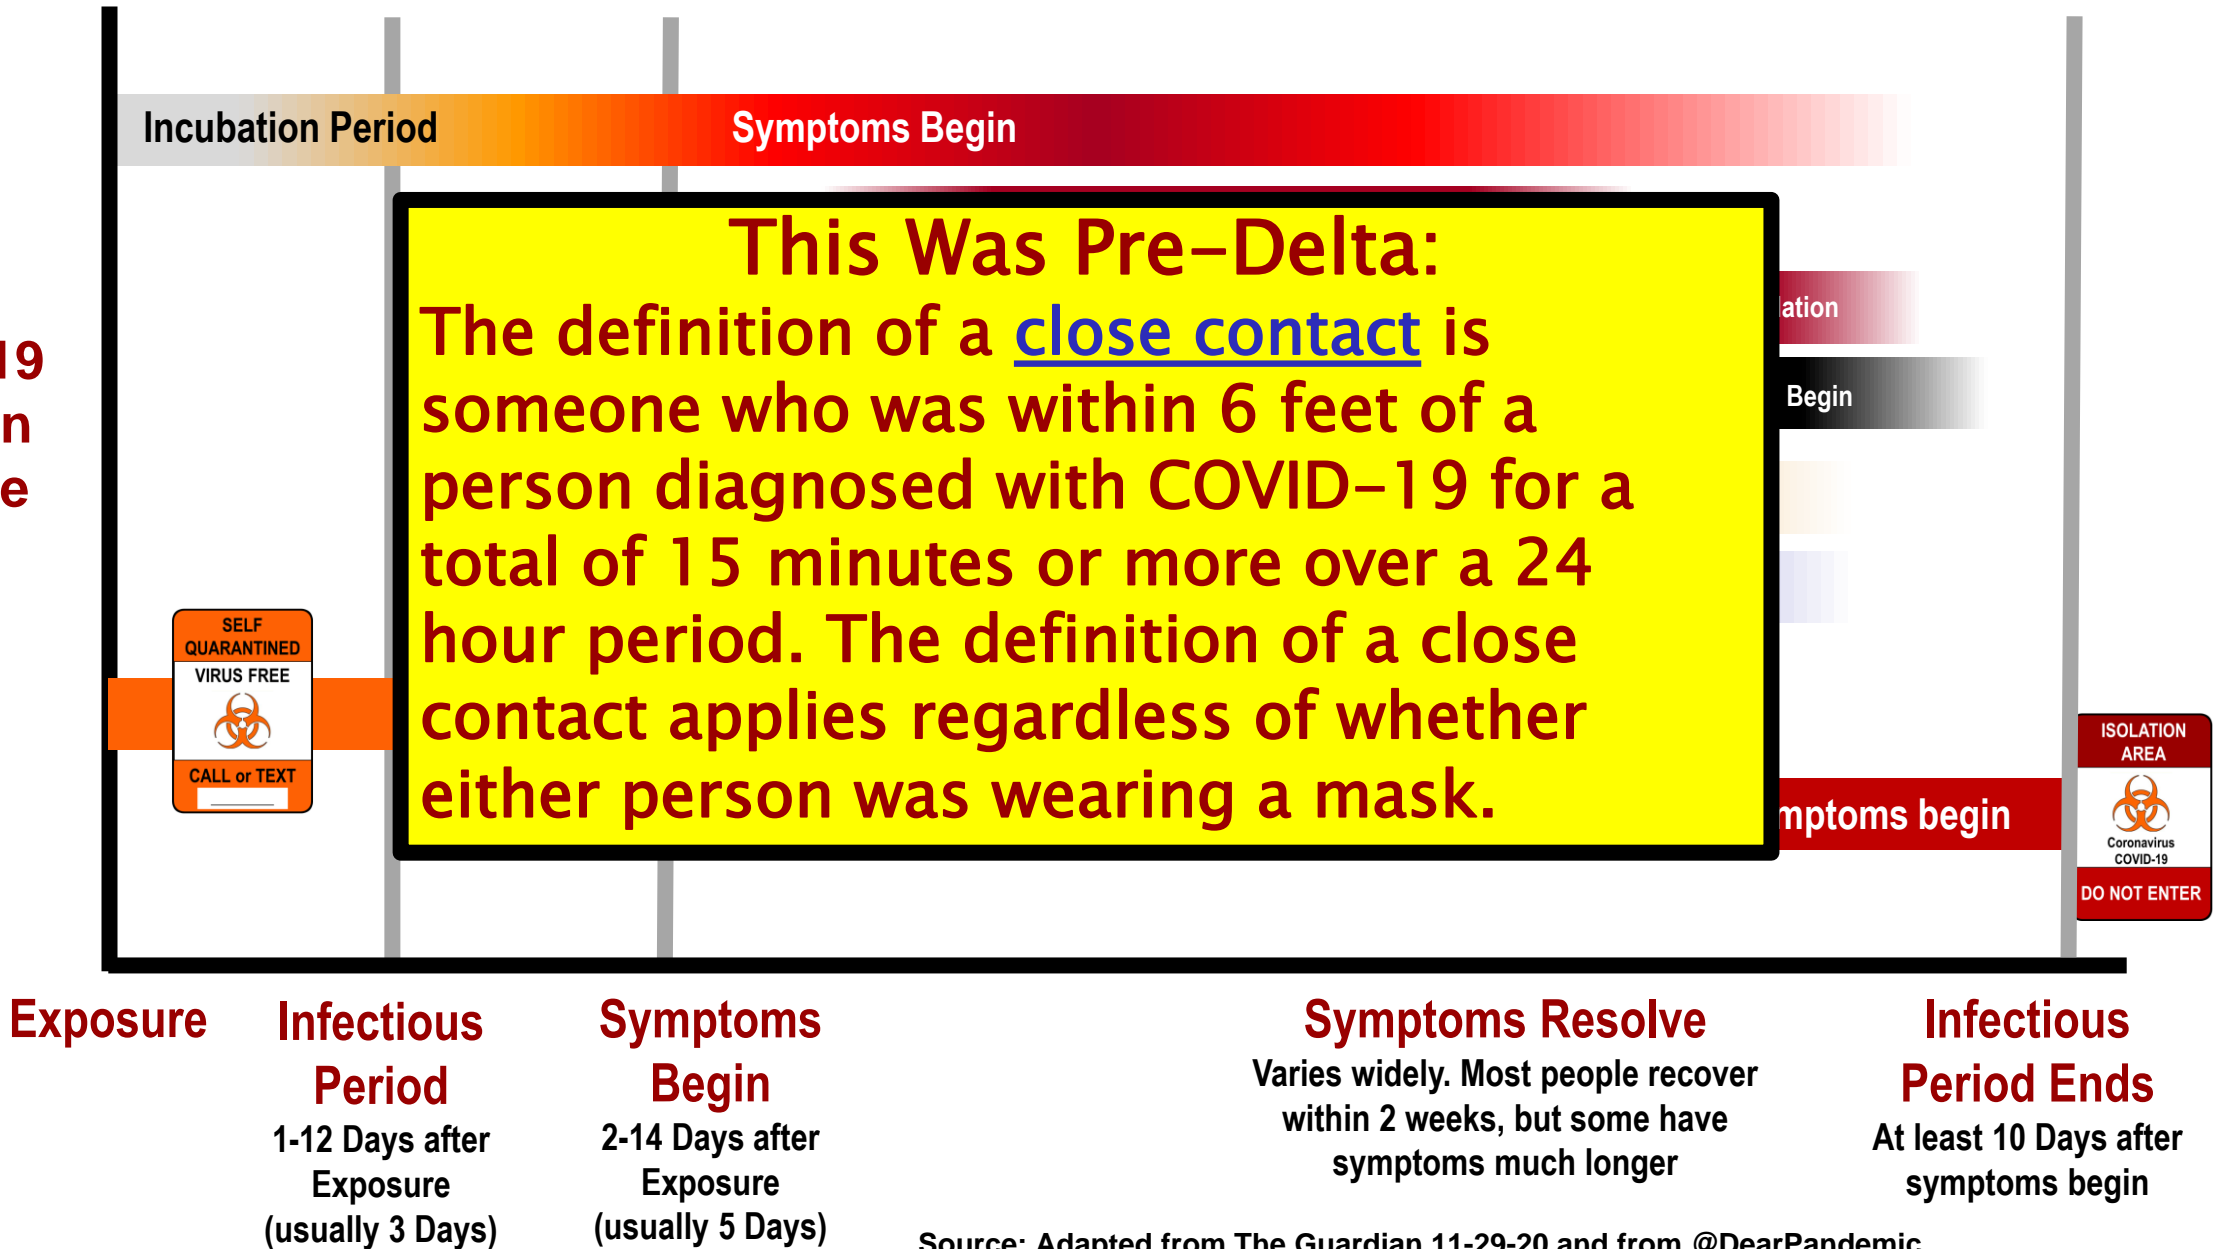 Incubation Period
Symptoms Begin
This Was Pre-Delta:
The definition of a close contact is
someone who was within 6 feet of a
person diagnosed with COVID-19 for a
total of 15 minutes or more over a 24
hour period. The definition of a close
contact applies regardless of whether
either person was wearing a mask.
Begin
19
SELF
QUARANTINED
VIRUS FREE
CALL or TEXT
begin
ISOLATION
AREA
Coronavirus
COVID-19
DO NOT ENTER
Exposure
Infectious
Period
1-12 Days after
Exposure
(usually 3 Days)
Symptoms
Begin
2-14 Days after
Exposure
(usually 5 Days)
Symptoms Resolve
Varies widely. Most people recover
within 2 weeks, but some have
symptoms much longer
Infectious
Period Ends
At least 10 Days after
symptoms begin
Source: Adapted from The Guardian 11-29-20 and from @DearPandemic